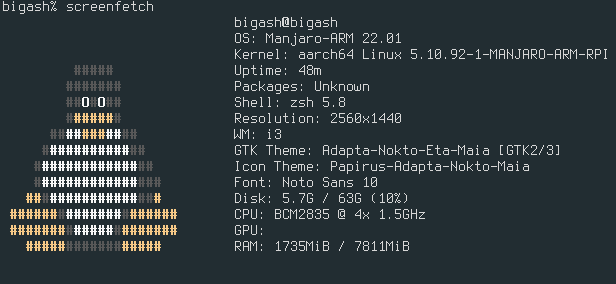 bigash% screenfetch
bigash@bigash
OS: Manjaro-ARM 22.01
Kernel: aarch64 Linux 5.10.92-1-MANJARO-ARM-RPI
Uptime: 48m
Packages: Unknown
Shell: zsh 5.8
Resolution: 2560x1440
WM: i3
GTK Theme: Adapta-Nokto-Eta-Maia [GTK2/3]
Icon Theme: Papirus-Adapta-Nokto-Maia
Font: Noto Sans 10
Disk: 5.7G / 63G (10%)
CPU: BCM2835 @ 4x 1.5GHz
GPU:
RAM: 1735MiB / 7811MiB